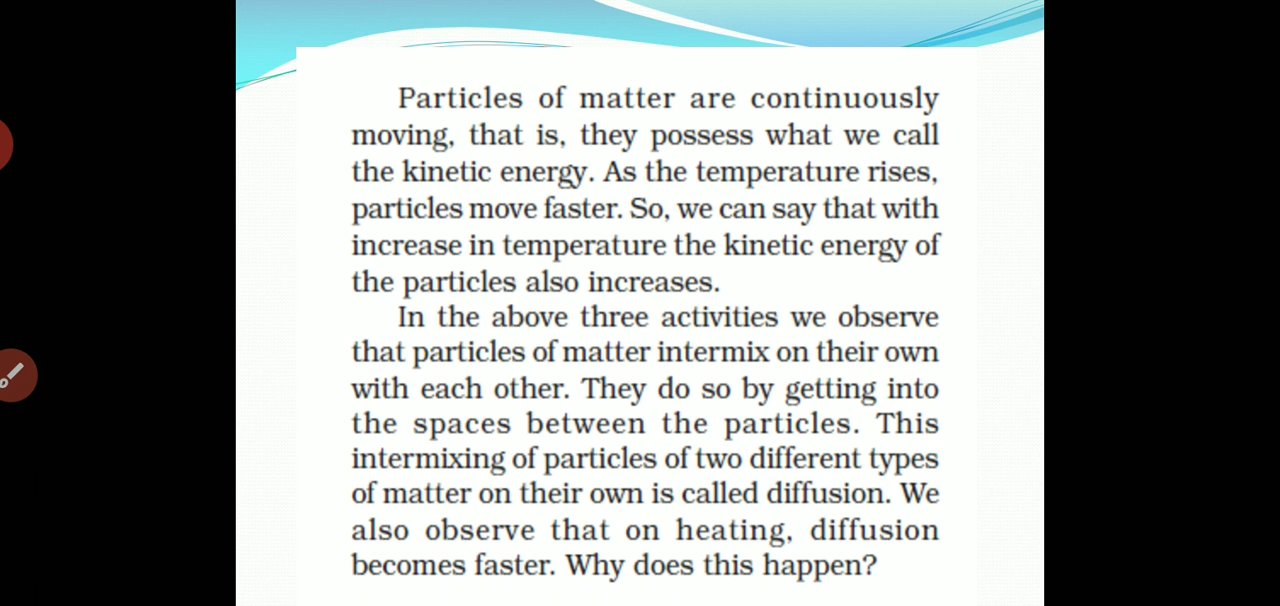 Particles of matter are continuously
moving, that is, they possess what we call
the kinetic energy. As the temperature rises,
particles move faster. So, we can say that with
increase in temperature the kinetic energy of
the particles also increases.
In the above three activities we observe
that particles of matter intermix on their own
with each other. They do so by getting into
the spaces between the particles. This
intermixing of particles of two different types
of matter on their own is called diffusion. We
also observe that on heating, diffusion
becomes faster. Why does this happen?